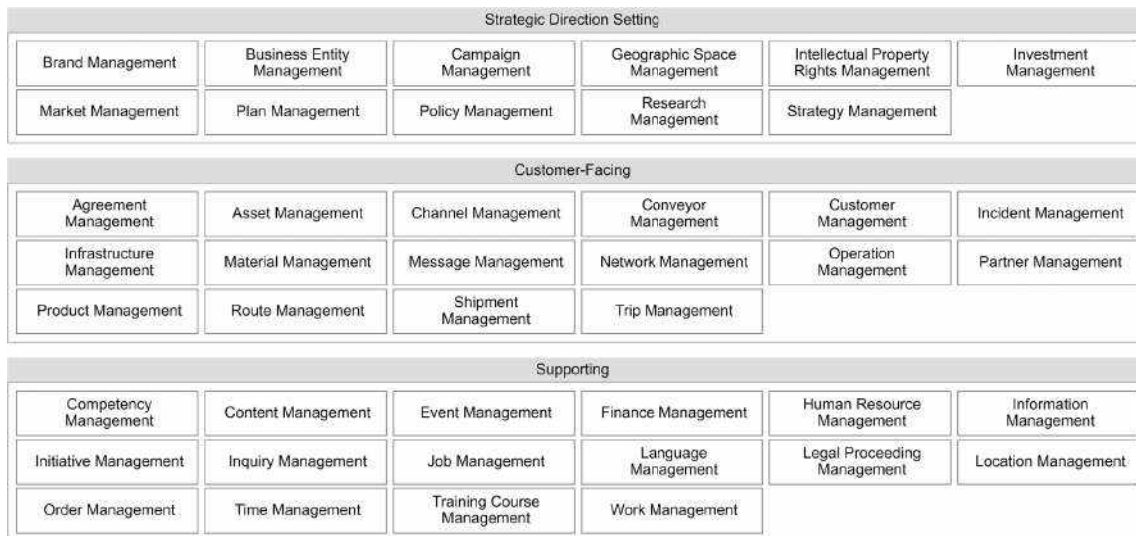 Strategic Direction Setting
Brand Management
Business Entity
Management
Campaign
Management
Geographic Space
Management
Intellectual Property
Rights Management
Investment
Management
Market Management
Plan Management
Policy Management
Research
Management
Strategy Management
Customer-Facing
Agreement
Management
Asset Management
Channel Management
Conveyor
Management
Customer
Management
Incident Management
Infrastructure
Management
Material Management
Message Management
Network Management
Operation
Management
Partner Management
Product Management
Route Management
Shipment
Management
Trip Management
Supporting
Competency
Management
Content Management
Event Management
Finance Management
Human Resource
Management
Information
Management
Initiative Management
Inquiry Management
Job Management
Language
Management
Legal Proceeding
Management
Location Management
Order Management
Time Management
Training Course
Management
Work Management